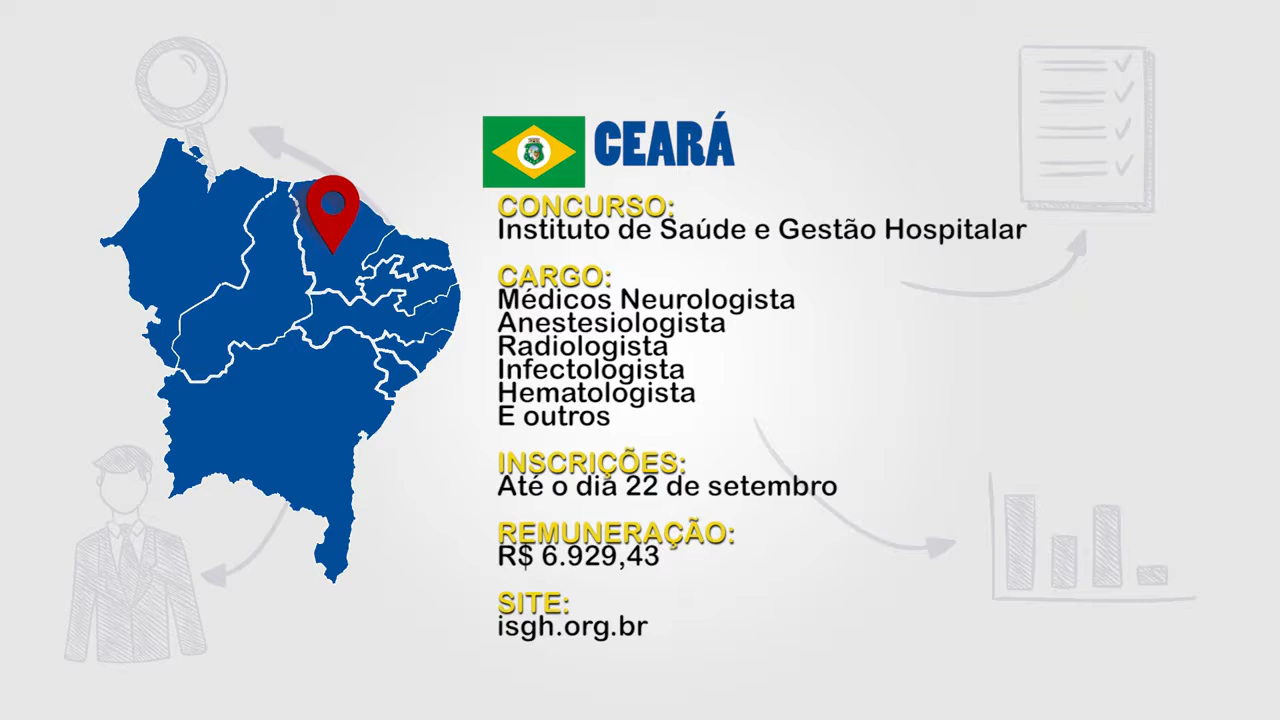 CEARÁ
CONCURSO:
Instituto de Saúde e Gestão Hospitalar
CARGO:
Médicos Neurologista
Anestesiologista
Radiologista
Infectologista
Hematologista
E outros
INSCRIÇÕES:
Até o dia 22 de setembro
REMUNERAÇÃO:
R$ 6.929,43
SITE:
isgh.org.br